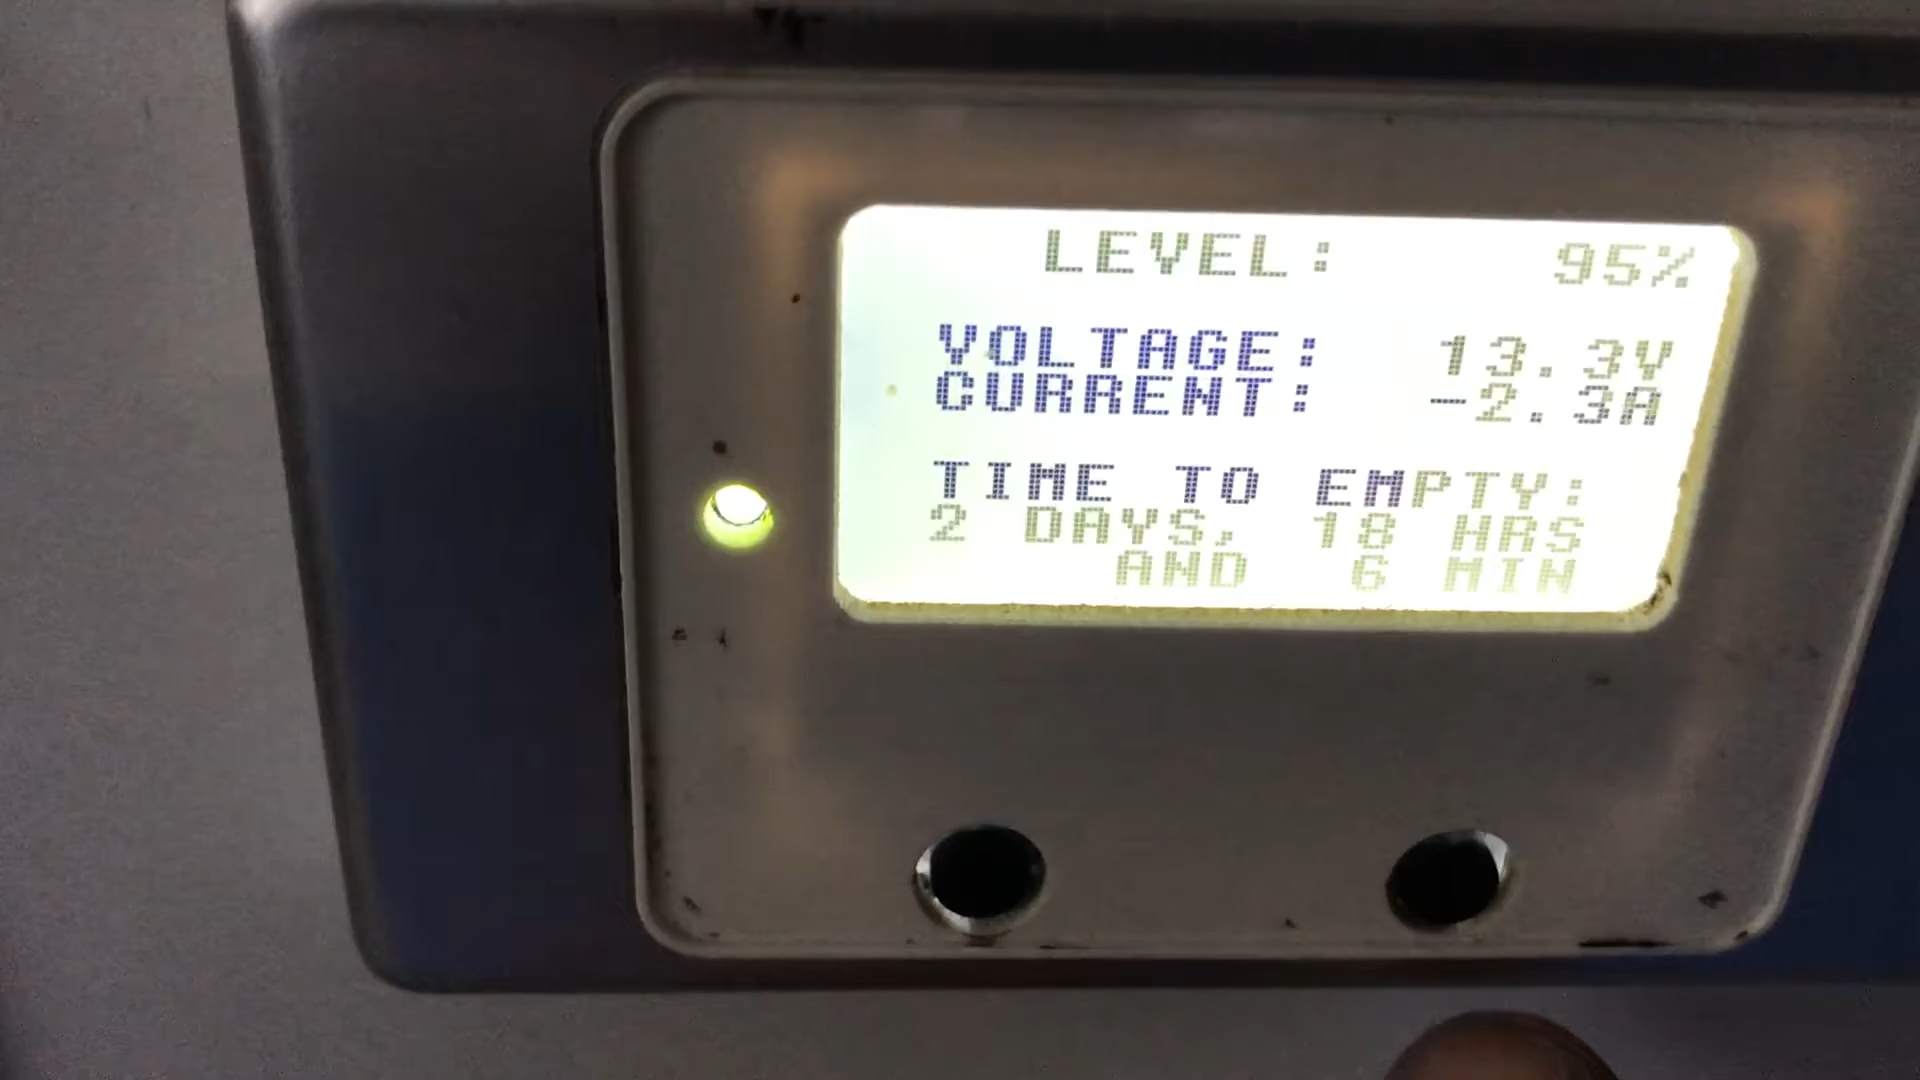 LEVEL: 95%
VOLTAGE: 13.3V
CURRENT: -2.3A
TIME TO EMPTY:
2 DAYS, 18 HRS
AND 6 MIN